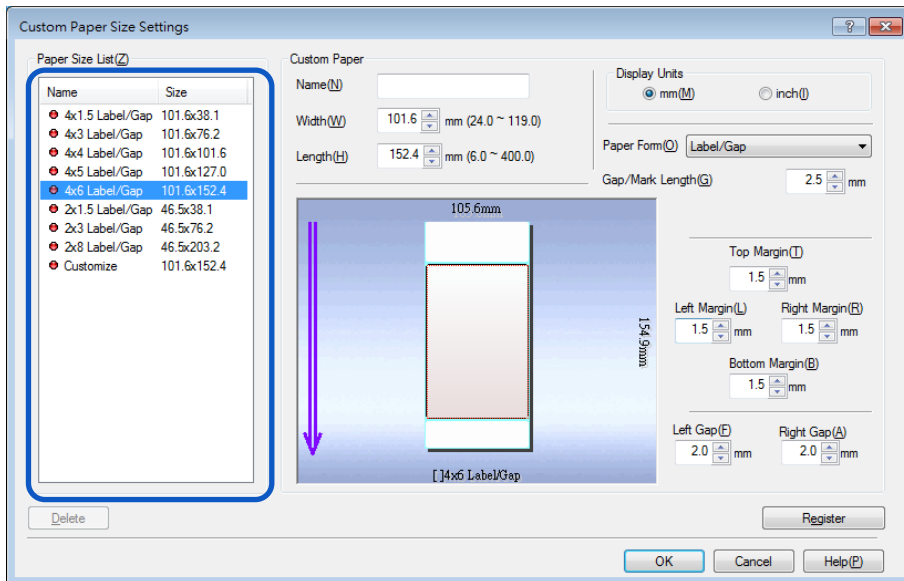 Custom Paper Size Settings
?
Paper Size List(Z)
Name Size
4x1.5 Label/Gap 101.6x38.1
4x3 Label/Gap 101.6x76.2
4x4 Label/Gap 101.6x101.6
4x5 Label/Gap 101.6x127.0
4x6 Label/Gap 101.6x152.4
2x1.5 Label/Gap 46.5x38.1
2x3 Label/Gap 46.5x76.2
2x8 Label/Gap 46.5x203.2
Customize 101.6x152.4
Delete
Custom Paper
Name(N)
Width(W) 101.6 mm (24.0 ~ 119.0)
Length(H) 152.4 mm (6.0 ~ 400.0)
Display Units
mm(M) inch(I)
Paper Form(O) Label/Gap
Gap/Mark Length(G) 2.5 mm
105.6mm
154.9mm
[ ]4x6 Label/Gap
Top Margin(T)
1.5 mm
Left Margin(L) Right Margin(R)
1.5 mm 1.5 mm
Bottom Margin(B)
1.5 mm
Left Gap(F) Right Gap(A)
2.0 mm 2.0 mm
Register
OK Cancel Help(P)